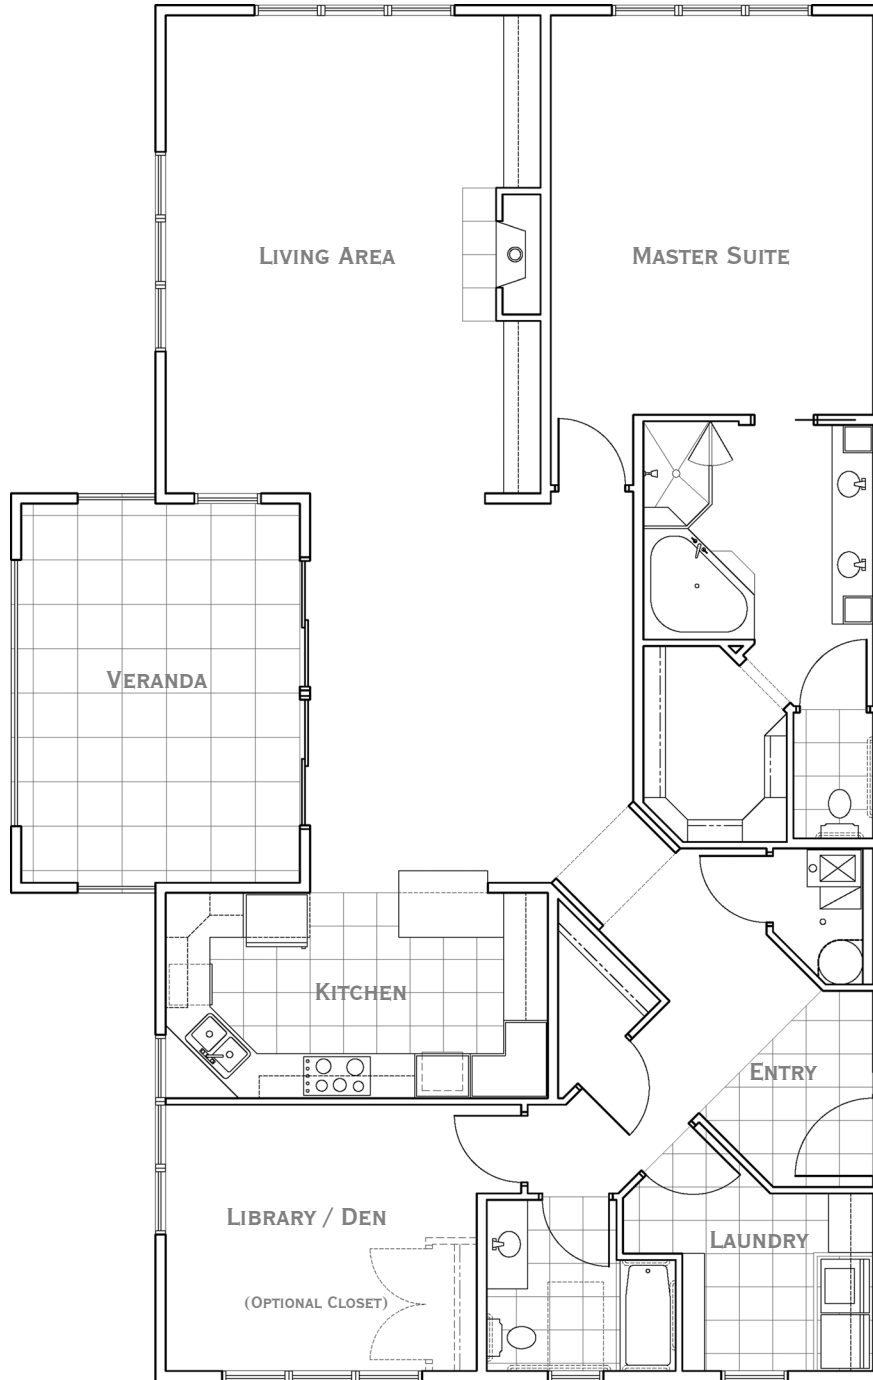 Living Area
Master Suite
Veranda
Kitchen
Entry
Library / Den
Laundry
(Optional Closet)